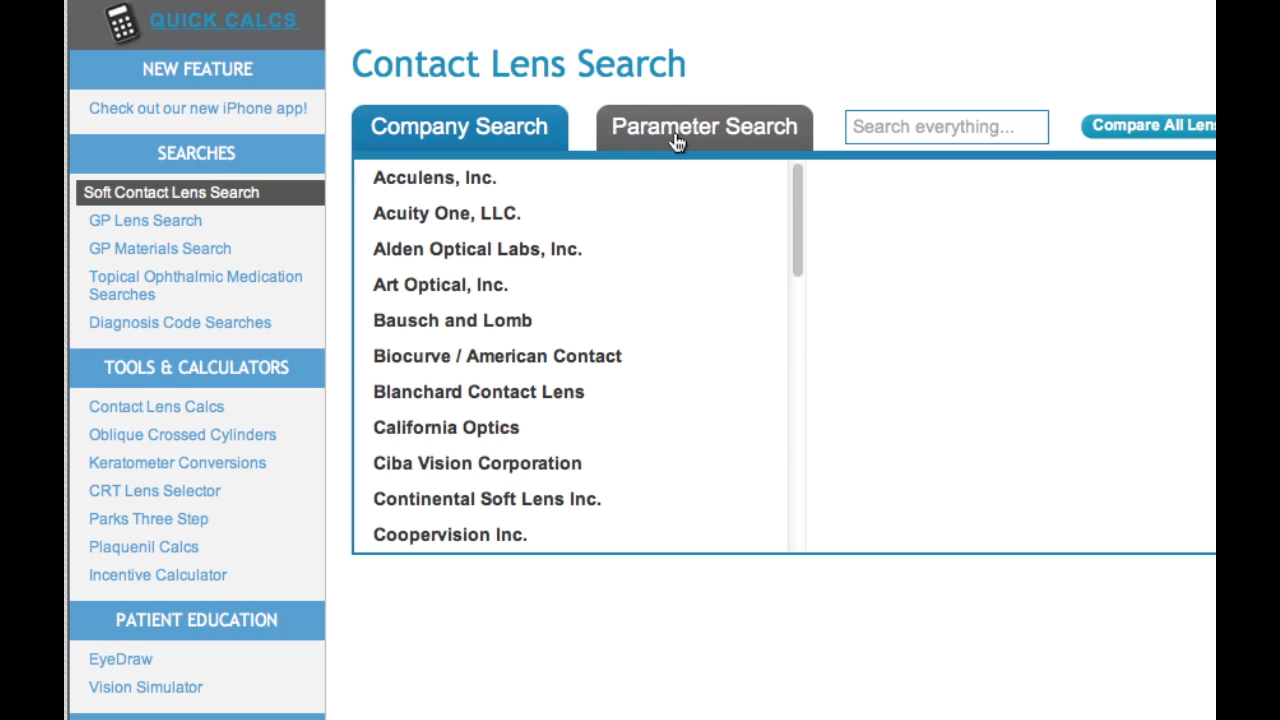 QUICK CALCS
NEW FEATURE
Check out our new iPhone app!
SEARCHES
Soft Contact Lens Search
GP Lens Search
GP Materials Search
Topical Ophthalmic Medication
Searches
Diagnosis Code Searches
TOOLS & CALCULATORS
Contact Lens Calcs
Oblique Crossed Cylinders
Keratometer Conversions
CRT Lens Selector
Parks Three Step
Plaquenil Calcs
Incentive Calculator
PATIENT EDUCATION
EyeDraw
Vision Simulator
Contact Lens Search
Company Search
Parameter Search
Search everything...
Compare All Lens
Acculens, Inc.
Acuity One, LLC.
Alden Optical Labs, Inc.
Art Optical, Inc.
Bausch and Lomb
Biocurve / American Contact
Blanchard Contact Lens
California Optics
Ciba Vision Corporation
Continental Soft Lens Inc.
Coopervision Inc.